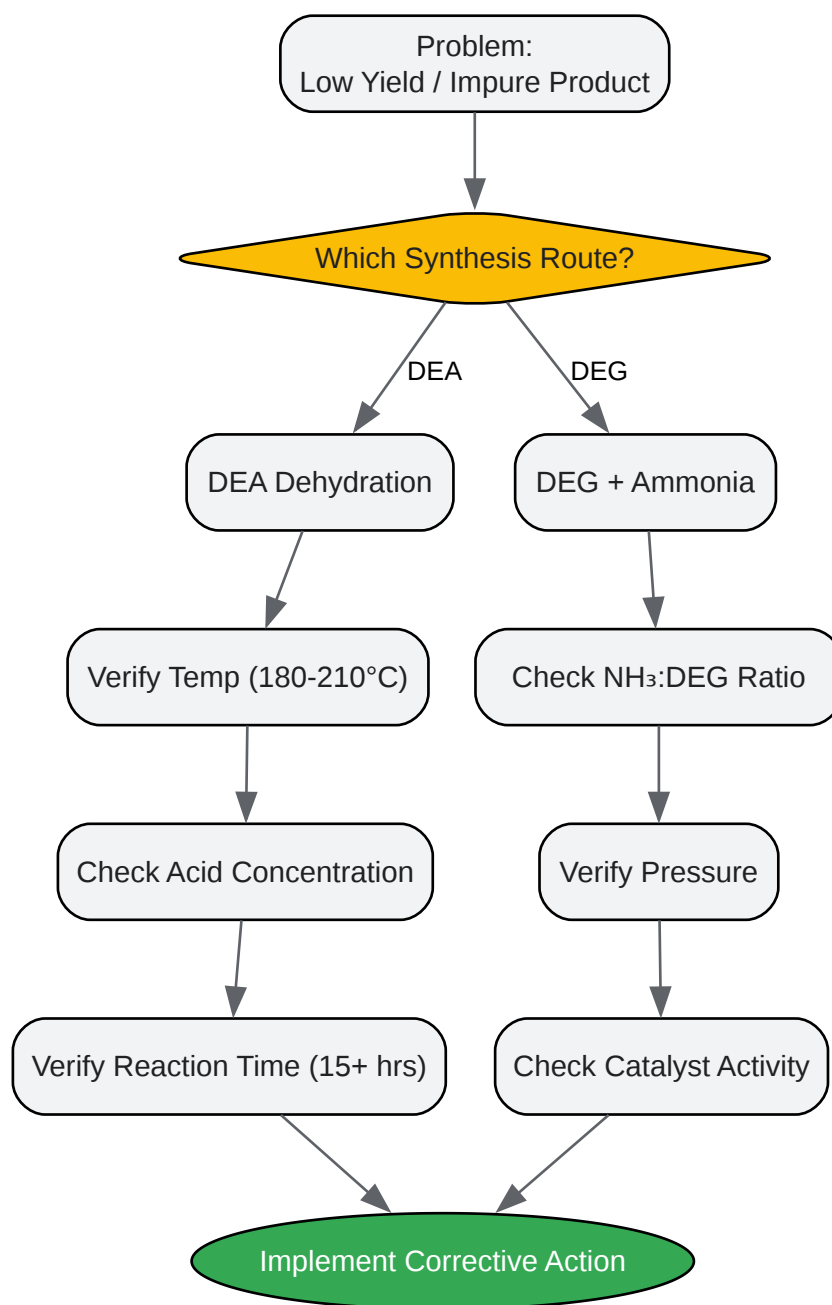 Problem:
Low Yield / Impure Product
Which Synthesis Route?
DEA
DEG
DEA Dehydration
DEG + Ammonia
Verify Temp (180-210°C)
Check NH₃:DEG Ratio
Check Acid Concentration
Verify Pressure
Verify Reaction Time (15+ hrs)
Check Catalyst Activity
Implement Corrective Action